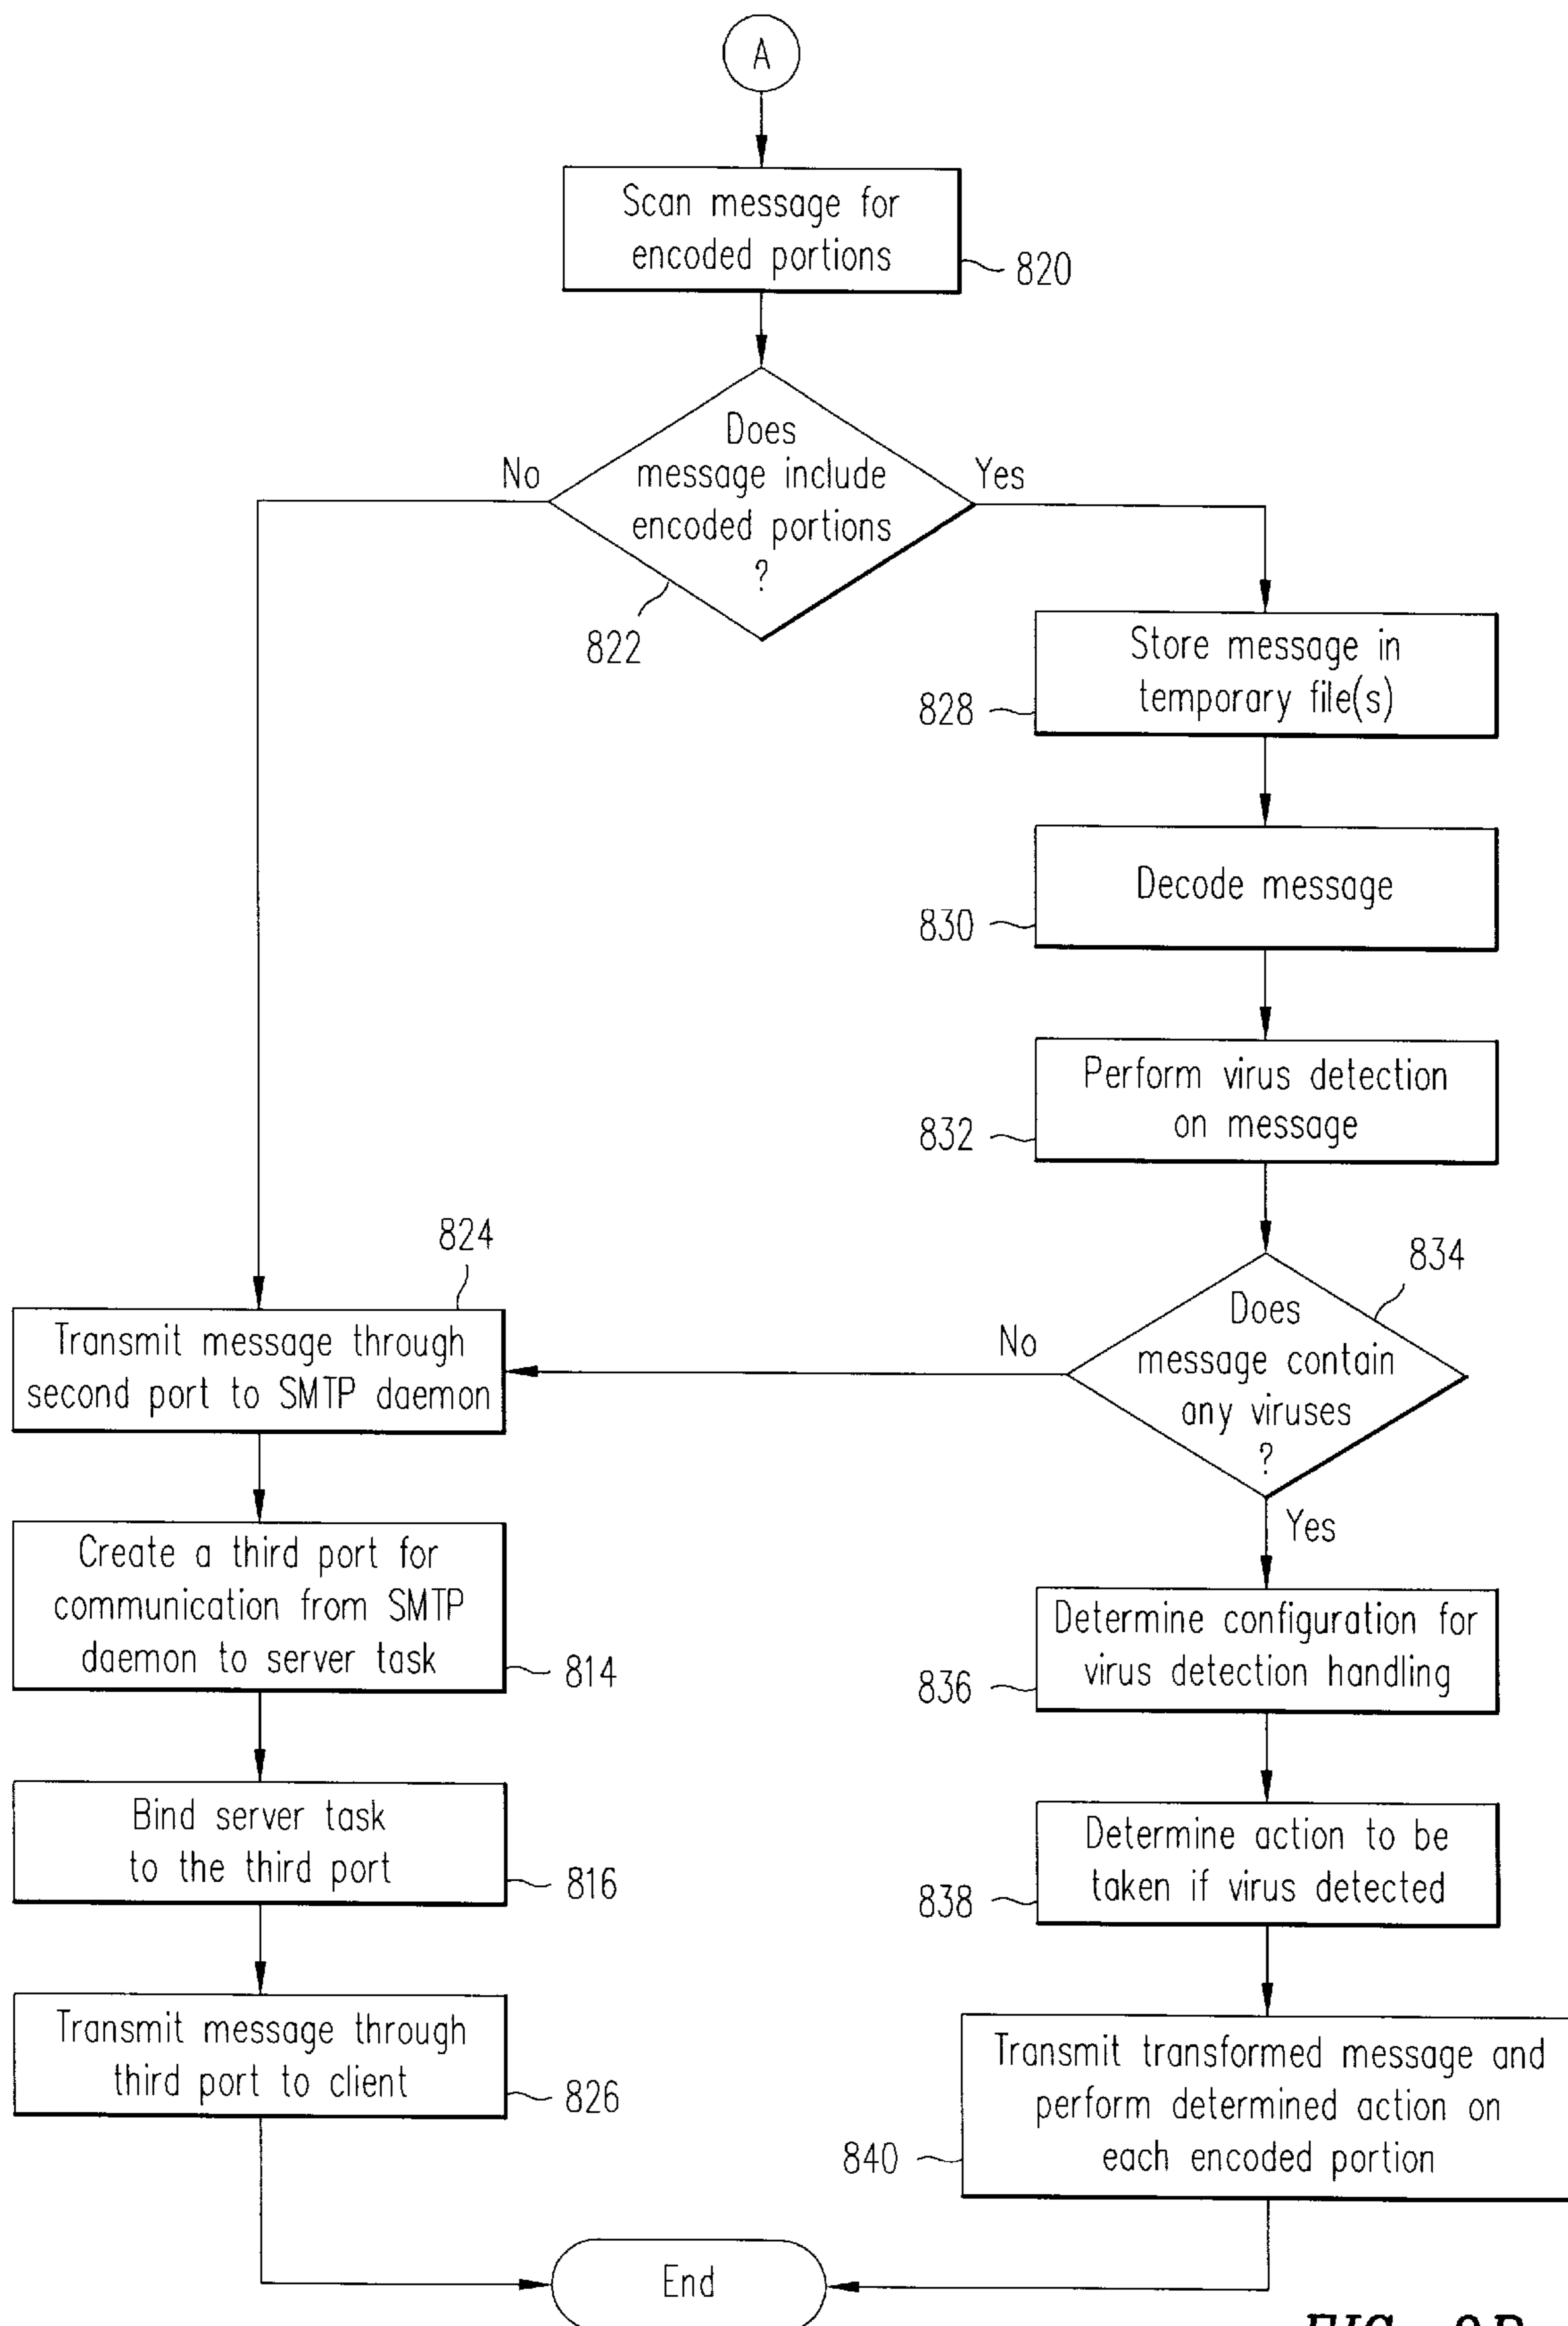 A
Scan message for
encoded portions
820
Does
message include
encoded portions
?
No
Yes
822
Store message in
temporary file(s)
828
Decode message
830
Perform virus detection
on message
832
824
Transmit message through
second port to SMTP daemon
834
Does
message contain
any viruses
?
No
Yes
Create a third port for
communication from SMTP
daemon to server task
814
Determine configuration for
virus detection handling
836
Bind server task
to the third port
816
Determine action to be
taken if virus detected
838
Transmit message through
third port to client
826
Transmit transformed message and
perform determined action on
each encoded portion
840
End